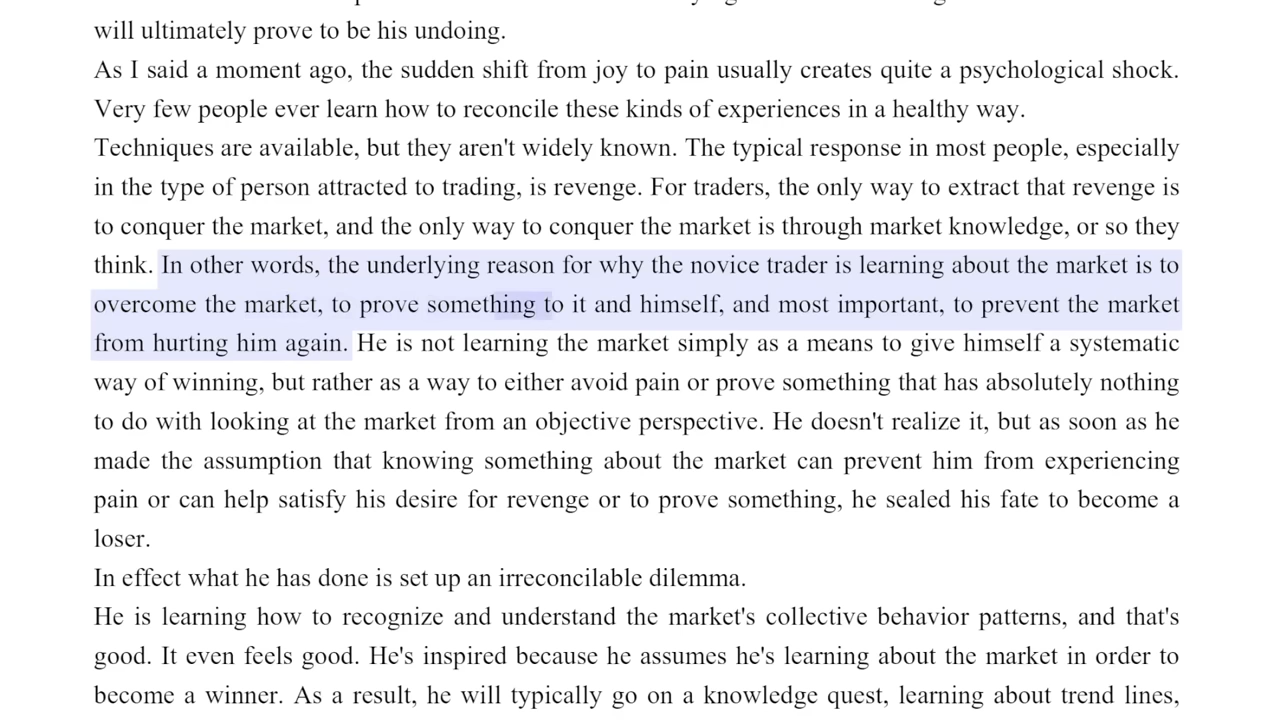 will ultimately prove to be his undoing.
As I said a moment ago, the sudden shift from joy to pain usually creates quite a psychological shock.
Very few people ever learn how to reconcile these kinds of experiences in a healthy way.
Techniques are available, but they aren't widely known. The typical response in most people, especially
in the type of person attracted to trading, is revenge. For traders, the only way to extract that revenge is
to conquer the market, and the only way to conquer the market is through market knowledge, or so they
think. In other words, the underlying reason for why the novice trader is learning about the market is to
overcome the market, to prove something to it and himself, and most important, to prevent the market
from hurting him again. He is not learning the market simply as a means to give himself a systematic
way of winning, but rather as a way to either avoid pain or prove something that has absolutely nothing
to do with looking at the market from an objective perspective. He doesn't realize it, but as soon as he
made the assumption that knowing something about the market can prevent him from experiencing
pain or can help satisfy his desire for revenge or to prove something, he sealed his fate to become a
loser.
In effect what he has done is set up an irreconcilable dilemma.
He is learning how to recognize and understand the market's collective behavior patterns, and that's
good. It even feels good. He's inspired because he assumes he's learning about the market in order to
become a winner. As a result, he will typically go on a knowledge quest, learning about trend lines,